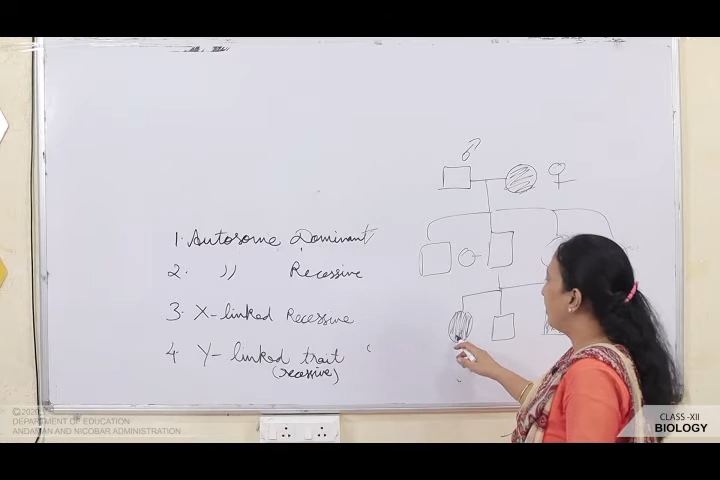 1. Autosome Dominant
2. ,, Recessive
3. X-linked Recessive
4. Y-linked trait
(recessive)
©2020
DEPARTMENT OF EDUCATION
ANDAMAN AND NICOBAR ADMINISTRATION
CLASS -XII
BIOLOGY